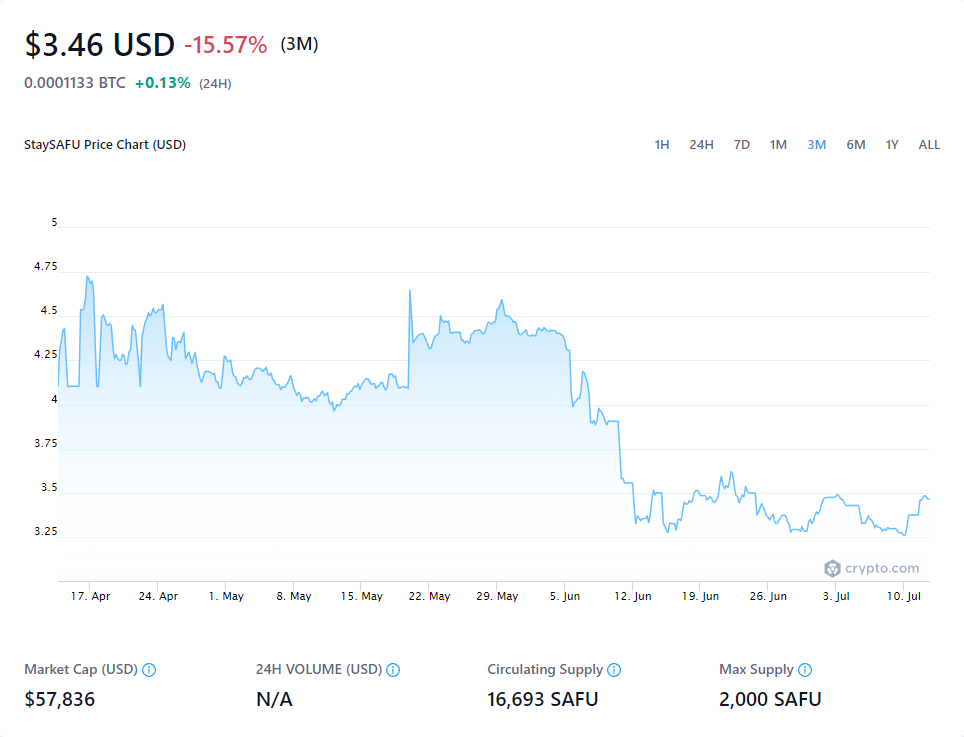 $3.46 USD -15.57% (3M)
0.0001133 BTC +0.13% (24H)
StaySAFU Price Chart (USD) 1H 24H 7D 1M 3M 6M 1Y ALL
5
4.75
4.5
4.25
4
3.75
3.5
3.25
crypto.com
17. Apr 24. Apr 1. May 8. May 15. May 22. May 29. May 5. Jun 12. Jun 19. Jun 26. Jun 3. Jul 10. Jul
Market Cap (USD) 24H VOLUME (USD) Circulating Supply Max Supply
$57,836 N/A 16,693 SAFU 2,000 SAFU